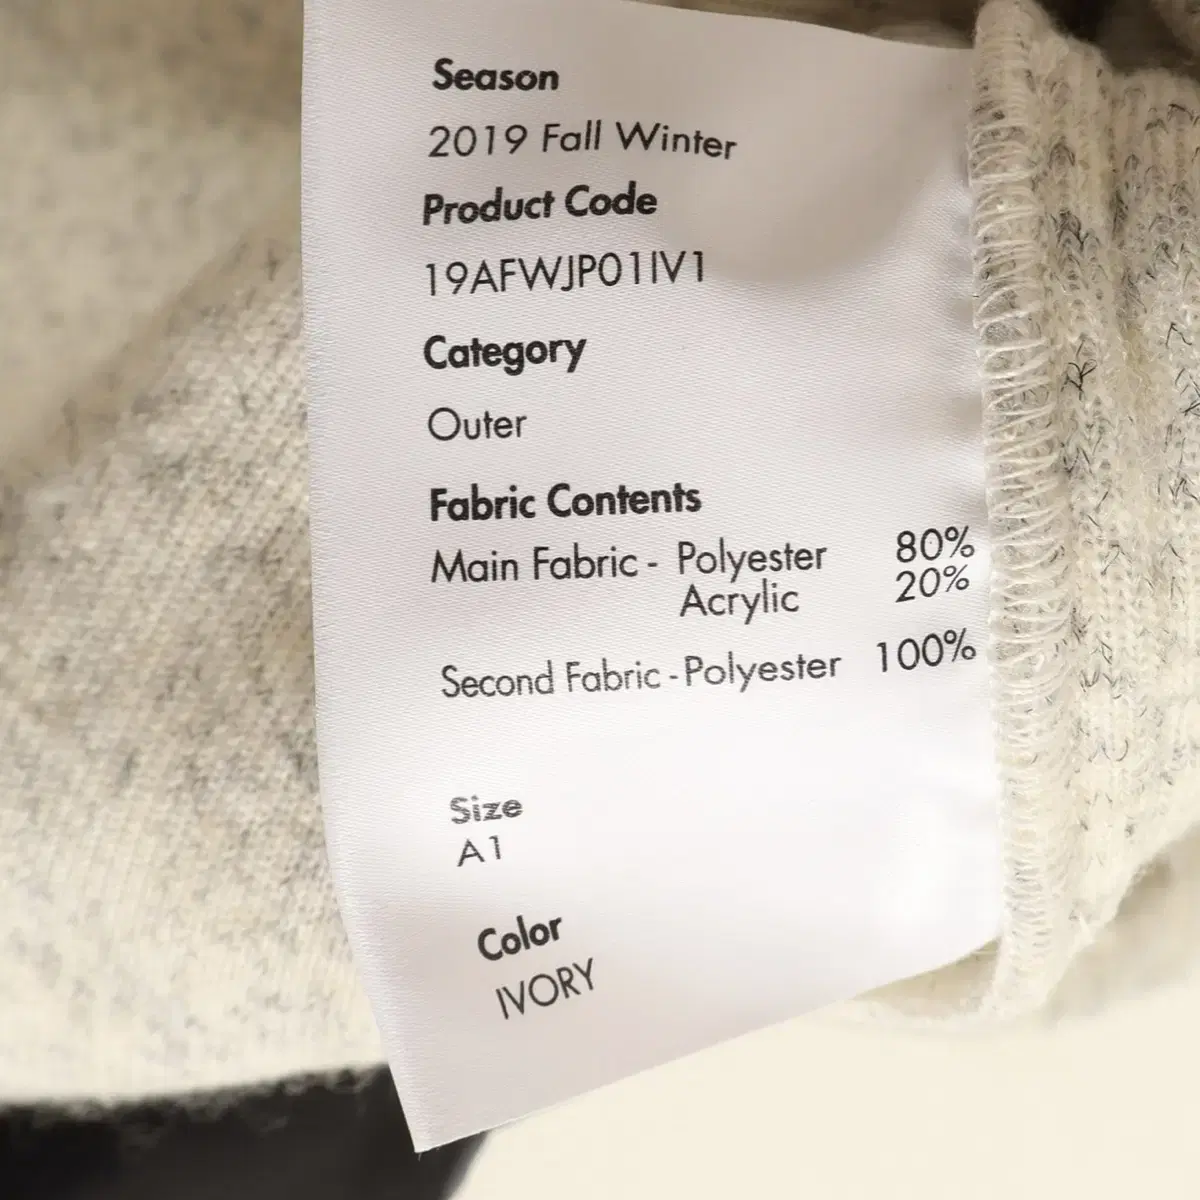 Season
2019 Fall Winter
Product Code
19AFWJP01IV1
Category
Outer
Fabric Contents
Main Fabric - Polyester 80%
Acrylic 20%
Second Fabric - Polyester 100%
Size
A1
Color
IVORY